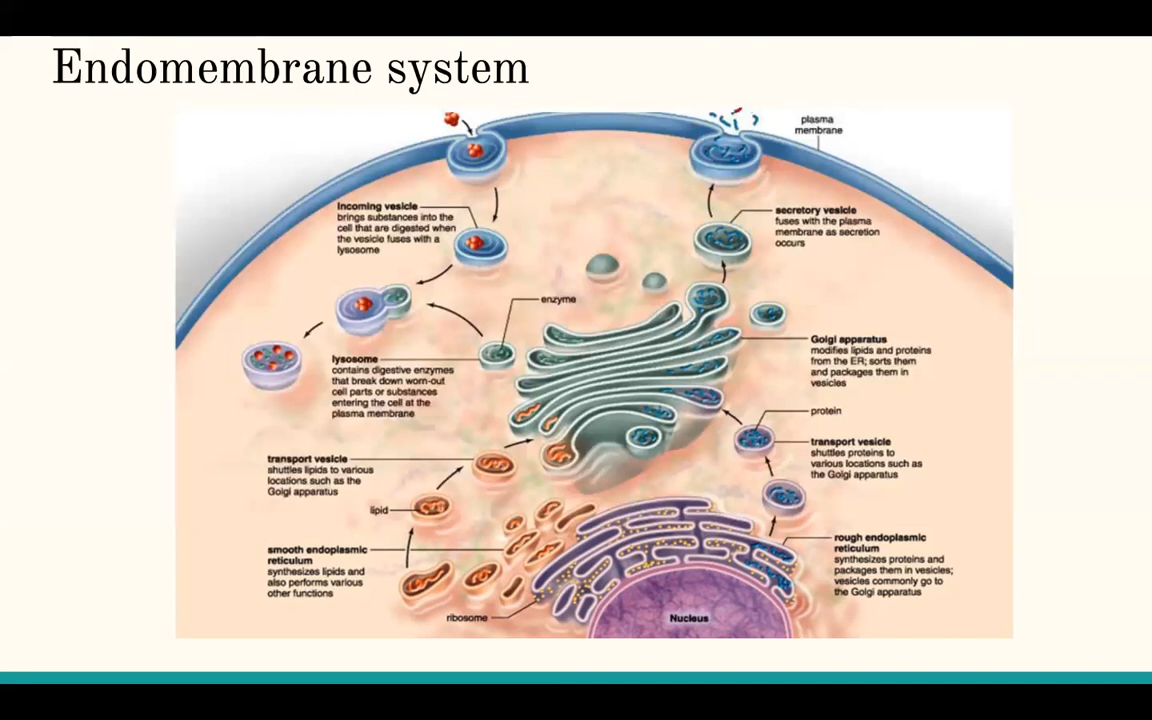 Endomembrane system
plasma
membrane
Incoming vesicle
brings substances into the
cell that are digested when
the vesicle fuses with a
lysosome
secretory vesicle
fuses with the plasma
membrane as secretion
occurs
enzyme
Golgi apparatus
modifies lipids and proteins
from the ER; sorts them
and packages them in
vesicles
lysosome
contains digestive enzymes
that break down worn-out
cell parts or substances
entering the cell at the
plasma membrane
protein
transport vesicle
shuttles proteins to
various locations such as
the Golgi apparatus
transport vesicle
shuttles lipids to various
locations such as the
Golgi apparatus
lipid
smooth endoplasmic
reticulum
synthesizes lipids and
also performs various
other functions
rough endoplasmic
reticulum
synthesizes proteins and
packages them in vesicles;
vesicles commonly go to
the Golgi apparatus
ribosome
Nucleus